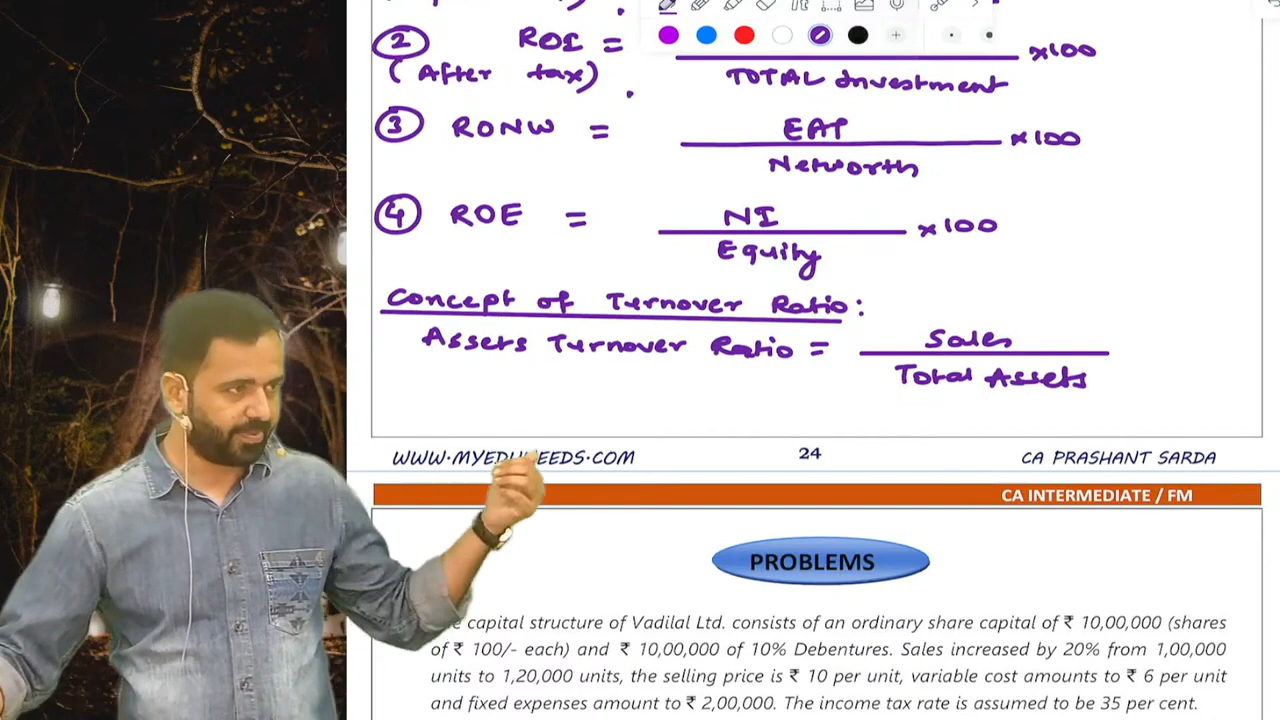 ② ROI = ×100
(After tax). TOTAL Investment
③ RONW = EAT ×100
Networth
④ ROE = NI ×100
Equity
Concept of Turnover Ratio:
Assets Turnover Ratio = Sales
Total Assets
WWW.MYEDUNEEDS.COM 24 CA PRASHANT SARDA
CA INTERMEDIATE / FM
PROBLEMS
capital structure of Vadilal Ltd. consists of an ordinary share capital of ₹ 10,00,000 (shares
of ₹ 100/- each) and ₹ 10,00,000 of 10% Debentures. Sales increased by 20% from 1,00,000
units to 1,20,000 units, the selling price is ₹ 10 per unit, variable cost amounts to ₹ 6 per unit
and fixed expenses amount to ₹ 2,00,000. The income tax rate is assumed to be 35 per cent.